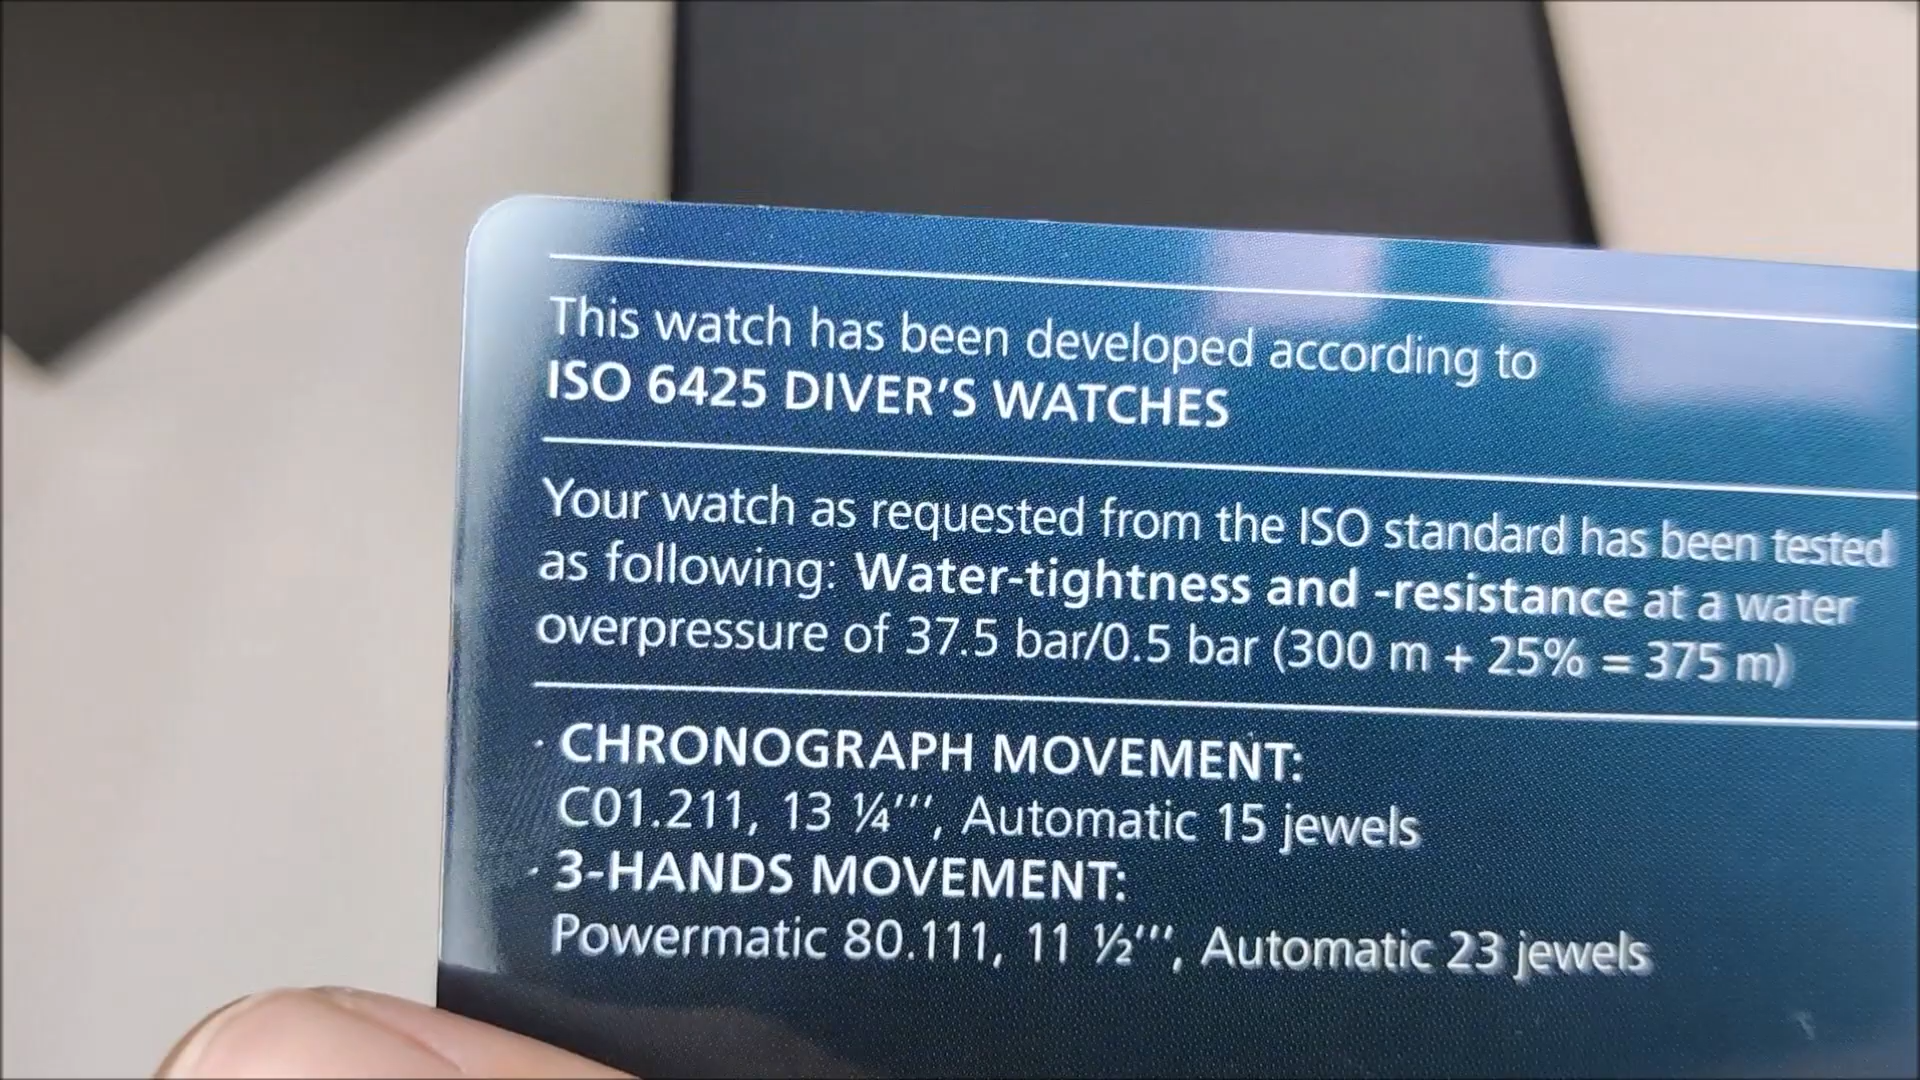 This watch has been developed according to
ISO 6425 DIVER'S WATCHES
Your watch as requested from the ISO standard has been tested
as following: Water-tightness and -resistance at a water
overpressure of 37.5 bar/0.5 bar (300 m + 25% = 375 m)
· CHRONOGRAPH MOVEMENT:
C01.211, 13 ¼’’’, Automatic 15 jewels
· 3-HANDS MOVEMENT:
Powermatic 80.111, 11 ½‘’’, Automatic 23 jewels